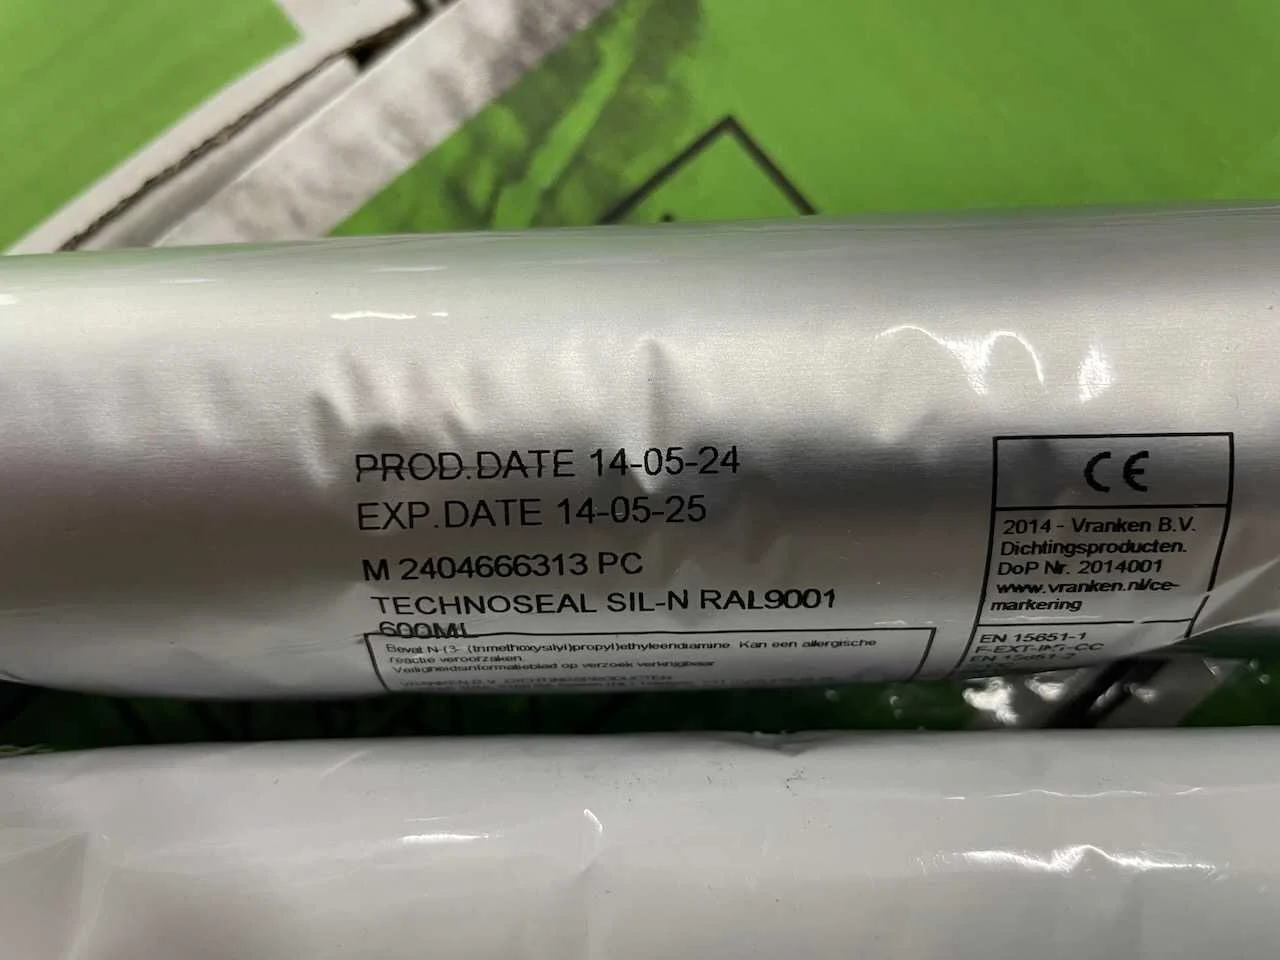 PROD.DATE 14-05-24
EXP.DATE 14-05-25
M 2404666313 PC
TECHNOSEAL SIL-N RAL9001
600ML
Bevat N-(3- (trimethoxysilyl)propyl)ethyleendiamine. Kan een allergische
reactie veroorzaken.
Veiligheidsinformatieblad op verzoek verkrijgbaar
VRANKEN B.V. DICHTINGSPRODUCTEN
CE
2014 - Vranken B.V.
Dichtingsproducten.
DoP Nr. 2014001
www.vranken.nl/ce-
markering
EN 15651-1
F-EXT-INT-CC
EN 15651-2